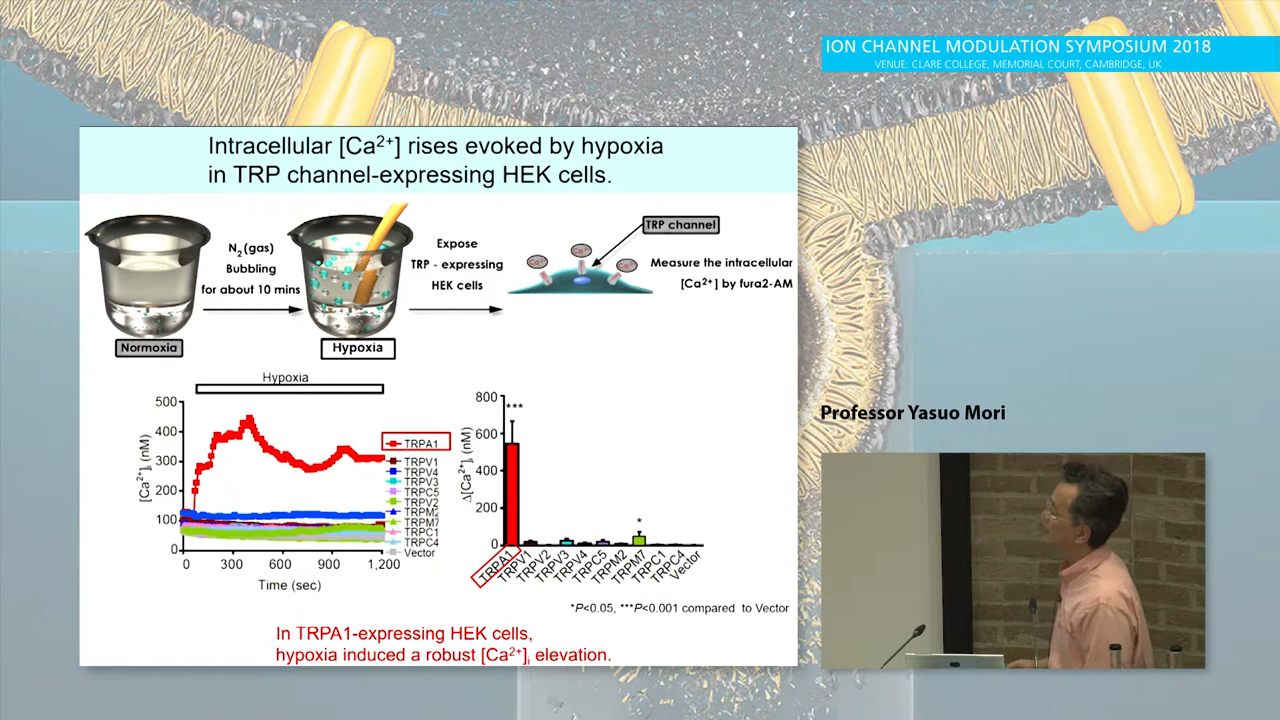 ION CHANNEL MODULATION SYMPOSIUM 2018
VENUE: CLARE COLLEGE, MEMORIAL COURT, CAMBRIDGE, UK
Intracellular [Ca²⁺] rises evoked by hypoxia
in TRP channel-expressing HEK cells.
N₂(gas)
Bubbling
for about 10 mins
Normoxia
Hypoxia
Expose
TRP - expressing
HEK cells
TRP channel
Ca²⁺
Ca²⁺
Ca²⁺
Measure the intracellular
[Ca²⁺] by fura2-AM
Hypoxia
[Ca²⁺]ᵢ (nM)
500
400
300
200
100
0
0 300 600 900 1,200
Time (sec)
TRPA1
TRPV1
TRPV4
TRPV3
TRPC5
TRPV2
TRPM2
TRPM7
TRPC1
TRPC4
Vector
Δ[Ca²⁺]ᵢ (nM)
800
600
400
200
0
***
*
TRPA1 TRPV1 TRPV2 TRPV3 TRPV4 TRPC5 TRPM2 TRPM7 TRPC1 TRPC4 Vector
*P<0.05, ***P<0.001 compared to Vector
In TRPA1-expressing HEK cells,
hypoxia induced a robust [Ca²⁺]ᵢ elevation.
Professor Yasuo Mori